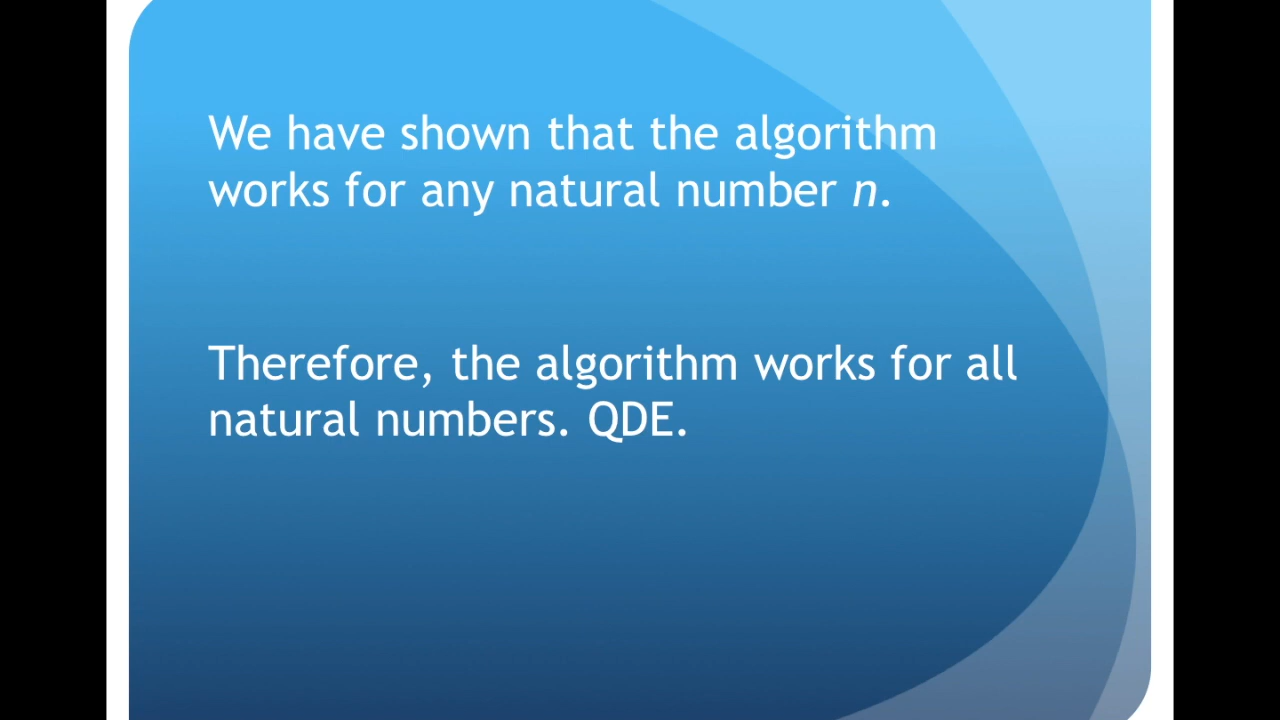 We have shown that the algorithm
works for any natural number n.
Therefore, the algorithm works for all
natural numbers. QDE.